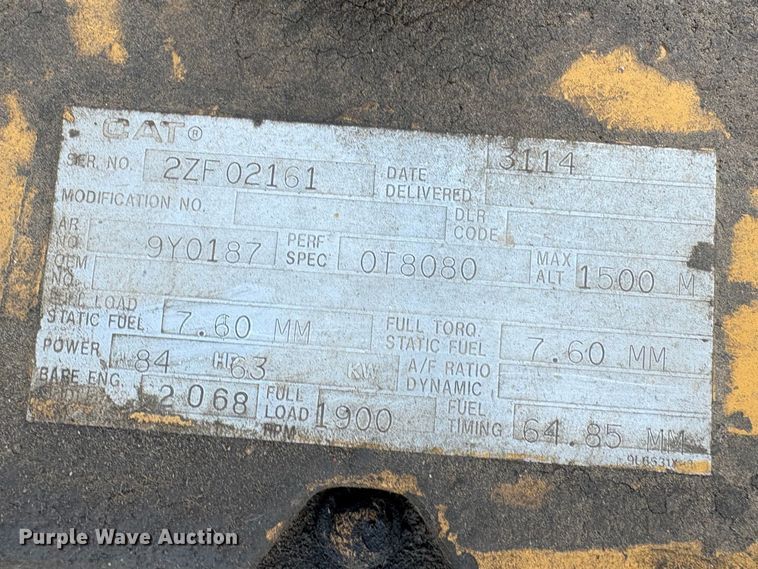 CAT®
3114
SER. NO. 2ZF02161 DATE DELIVERED
MODIFICATION NO. DLR CODE
AR NO. 9Y0187 PERF SPEC 0T8080 MAX ALT 1500 M
OEM NO.
LOAD STATIC FUEL 7.60 MM FULL TORQ. STATIC FUEL 7.60 MM
POWER 84 63 KW A/F RATIO DYNAMIC
BARE ENG. 2068 FULL LOAD RPM 1900 FUEL TIMING 64.85 MM
Purple Wave Auction